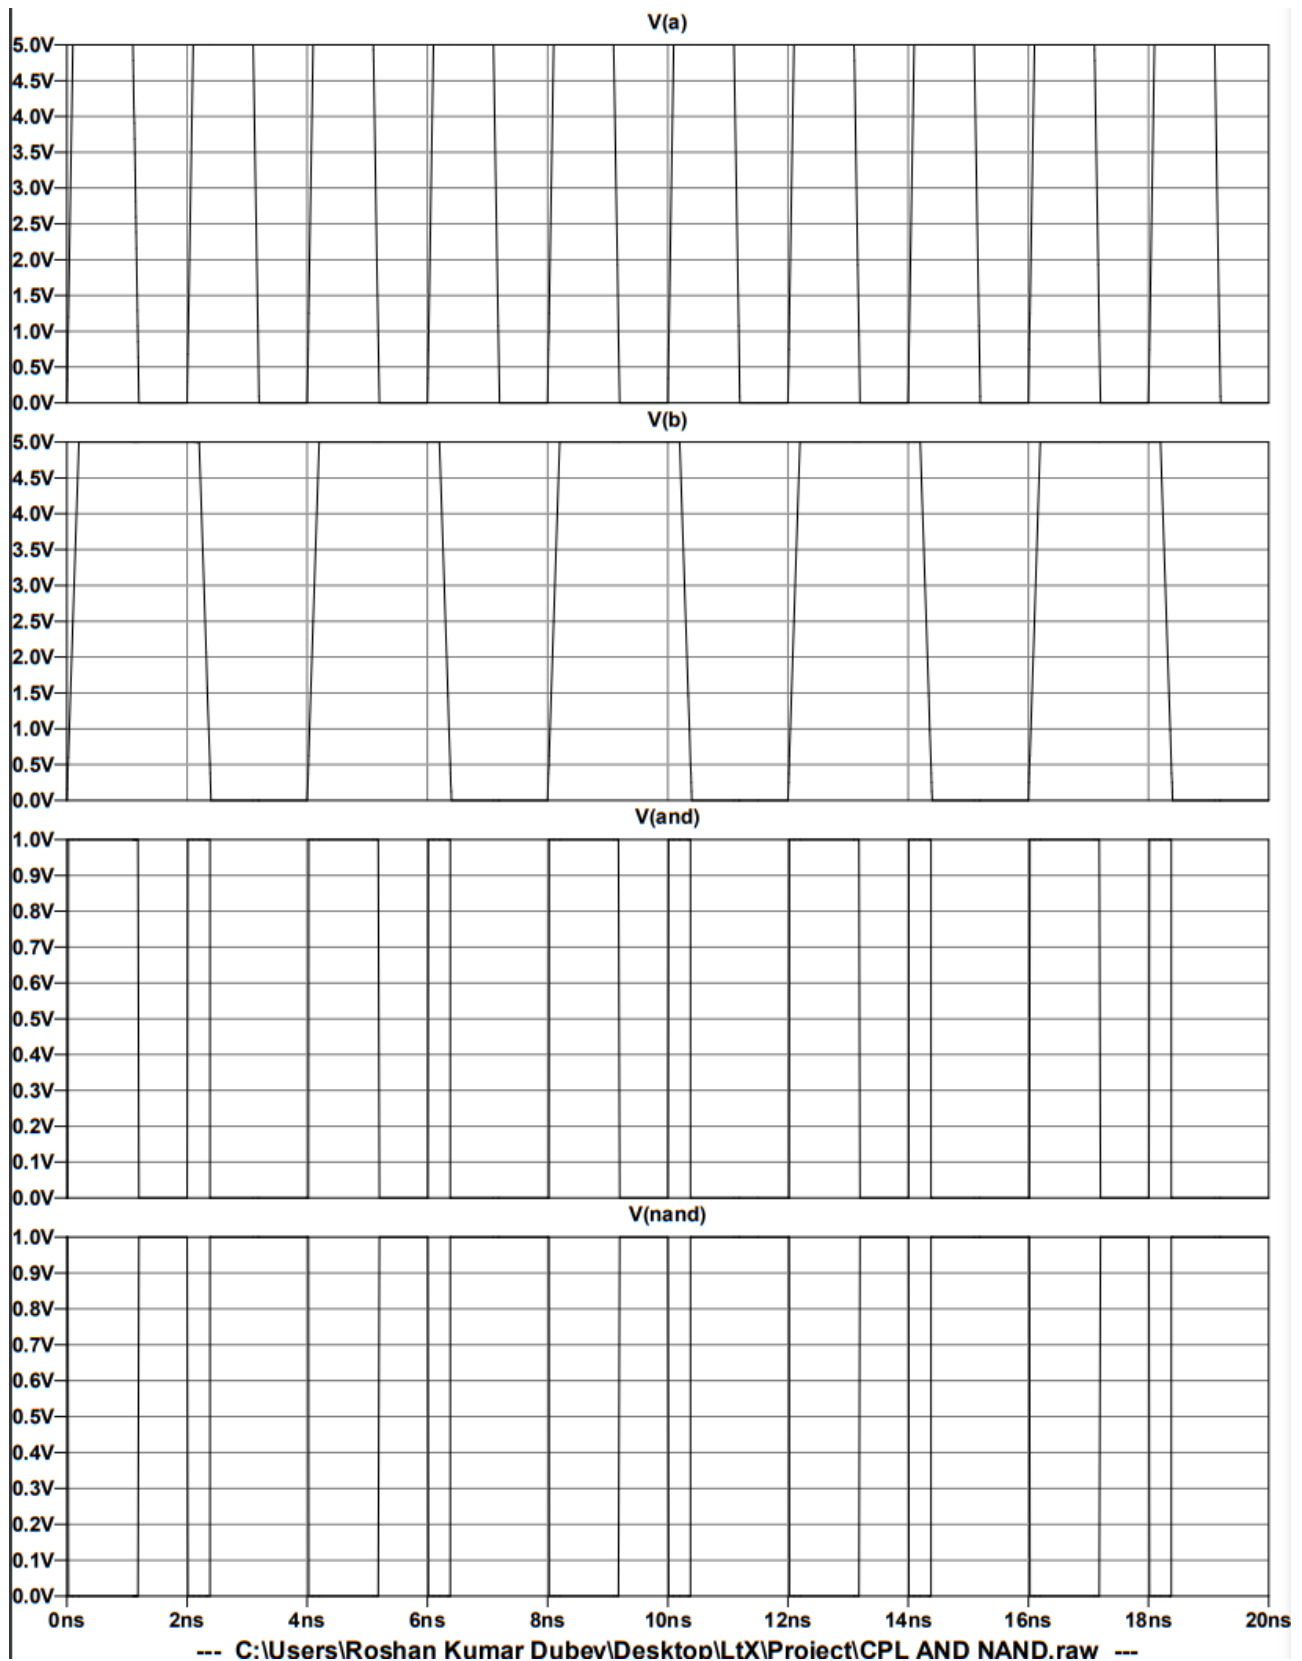 V(a)
5.0V
4.5V
4.0V
3.5V
3.0V
2.5V
2.0V
1.5V
1.0V
0.5V
0.0V
V(b)
5.0V
4.5V
4.0V
3.5V
3.0V
2.5V
2.0V
1.5V
1.0V
0.5V
0.0V
V(and)
1.0V
0.9V
0.8V
0.7V
0.6V
0.5V
0.4V
0.3V
0.2V
0.1V
0.0V
V(nand)
1.0V
0.9V
0.8V
0.7V
0.6V
0.5V
0.4V
0.3V
0.2V
0.1V
0.0V
0ns 2ns 4ns 6ns 8ns 10ns 12ns 14ns 16ns 18ns 20ns
--- C:\Users\Roshan Kumar Dubey\Desktop\LtX\Project\CPL AND NAND.raw ---